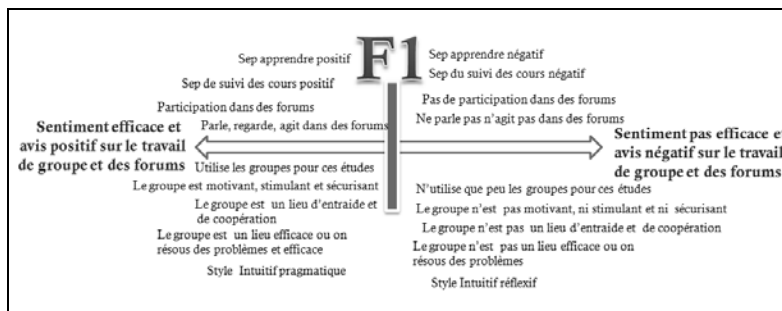 F1
Sep apprendre positif
Sep de suivi des cours positif
Participation dans des forums
Parle, regarde, agit dans des forums
Sentiment efficace et
avis positif sur le travail
de groupe et des forums
Utilise les groupes pour ces études
Le groupe est motivant, stimulant et sécurisant
Le groupe est un lieu d'entraide et
de coopération
Le groupe est un lieu efficace ou on
résous des problèmes et efficace
Style Intuitif pragmatique
Sep apprendre négatif
Sep du suivi des cours négatif
Pas de participation dans des forums
Ne parle pas n'agit pas dans des forums
Sentiment pas efficace et
avis négatif sur le travail
de groupe et des forums
N'utilise que peu les groupes pour ces études
Le groupe n'est pas motivant, ni stimulant et ni sécurisant
Le groupe n'est pas un lieu d'entraide et de coopération
Le groupe n'est pas un lieu efficace ou on
résous des problèmes
Style Intuitif réflexif